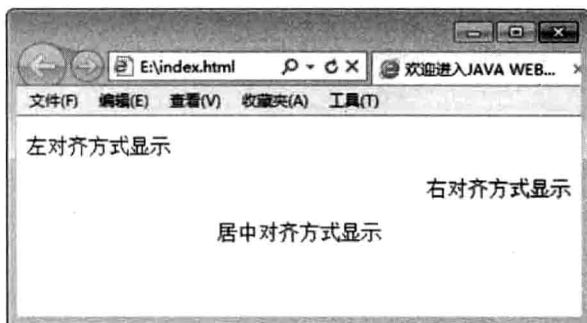 E:\index.html
欢迎进入JAVA WEB...
文件(F) 编辑(E) 查看(V) 收藏夹(A) 工具(T)
左对齐方式显示
右对齐方式显示
居中对齐方式显示